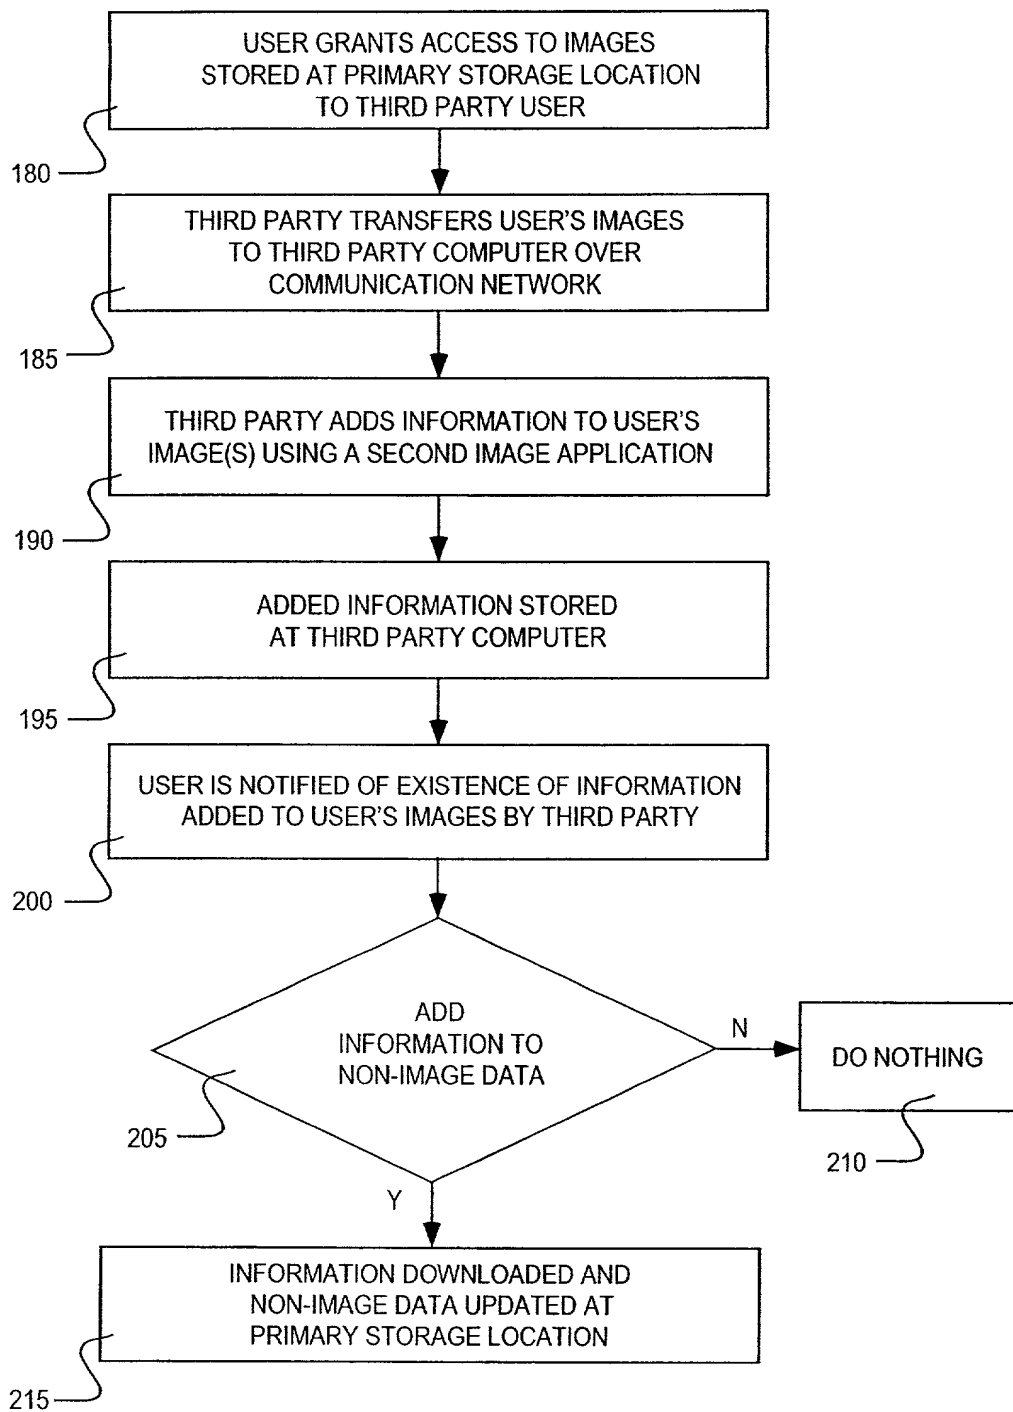 USER GRANTS ACCESS TO IMAGES
STORED AT PRIMARY STORAGE LOCATION
TO THIRD PARTY USER
180
THIRD PARTY TRANSFERS USER'S IMAGES
TO THIRD PARTY COMPUTER OVER
COMMUNICATION NETWORK
185
THIRD PARTY ADDS INFORMATION TO USER'S
IMAGE(S) USING A SECOND IMAGE APPLICATION
190
ADDED INFORMATION STORED
AT THIRD PARTY COMPUTER
195
USER IS NOTIFIED OF EXISTENCE OF INFORMATION
ADDED TO USER'S IMAGES BY THIRD PARTY
200
ADD
INFORMATION TO
NON-IMAGE DATA
205
N
DO NOTHING
210
Y
INFORMATION DOWNLOADED AND
NON-IMAGE DATA UPDATED AT
PRIMARY STORAGE LOCATION
215